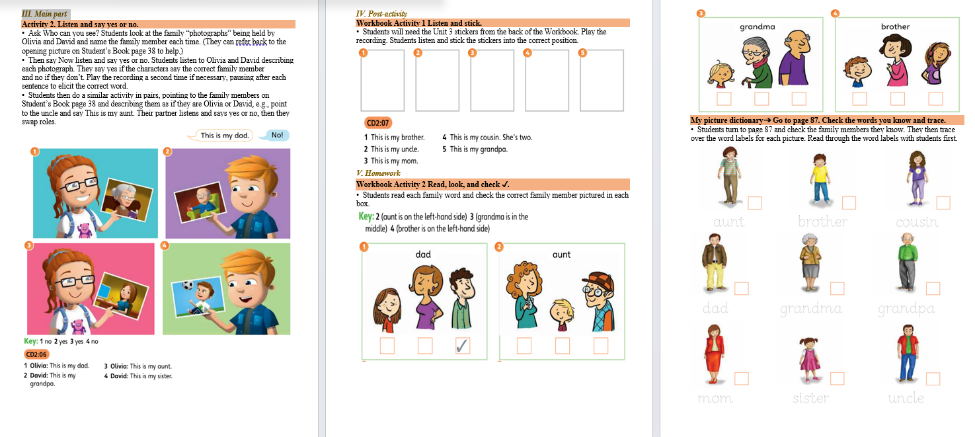 III. Main part
Activity 2. Listen and say yes or no.
• Ask Who can you see? Students look at the family “photographs” being held by
Olivia and David and name the family member each time. (They can refer back to the
opening picture on Student’s Book page 38 to help.)
• Then say Now listen and say yes or no. Students listen to Olivia and David describing
each photograph. They say yes if the characters say the correct family member
and no if they don’t. Play the recording a second time if necessary, pausing after each
sentence to elicit the correct word.
• Students then do a similar activity in pairs, pointing to the family members on
Student’s Book page 38 and describing them as if they are Olivia or David, e.g., point
to the uncle and say This is my aunt. Their partner listens and says yes or no, then they
swap roles.
This is my dad.
No!
1
2
3
4
Key: 1 no 2 yes 3 yes 4 no
CD2:05
1 Olivia: This is my dad.
2 David: This is my
grandpa.
3 Olivia: This is my aunt.
4 David: This is my sister.
IV. Post-activity
Workbook Activity 1 Listen and stick.
• Students will need the Unit 3 stickers from the back of the Workbook. Play the
recording. Students listen and stick the stickers into the correct position.
1
2
3
4
5
CD2:07
1 This is my brother.
2 This is my uncle.
3 This is my mom.
4 This is my cousin. She’s two.
5 This is my grandpa.
V. Homework
Workbook Activity 2 Read, look, and check ✓.
• Students read each family word and check the correct family member pictured in each
box.
Key: 2 (aunt is on the left-hand side) 3 (grandma is in the
middle) 4 (brother is on the left-hand side)
1
dad
2
aunt
3
grandma
4
brother
My picture dictionary➔ Go to page 87. Check the words you know and trace.
• Students turn to page 87 and check the family members they know. They then trace
over the word labels for each picture. Read through the word labels with students first.
aunt
brother
cousin
dad
grandma
grandpa
mom
sister
uncle